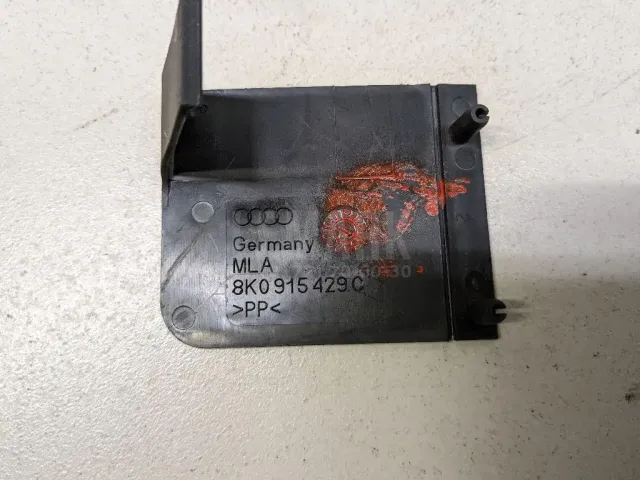 Germany
MLA
8K0 915 429 C
>PP<